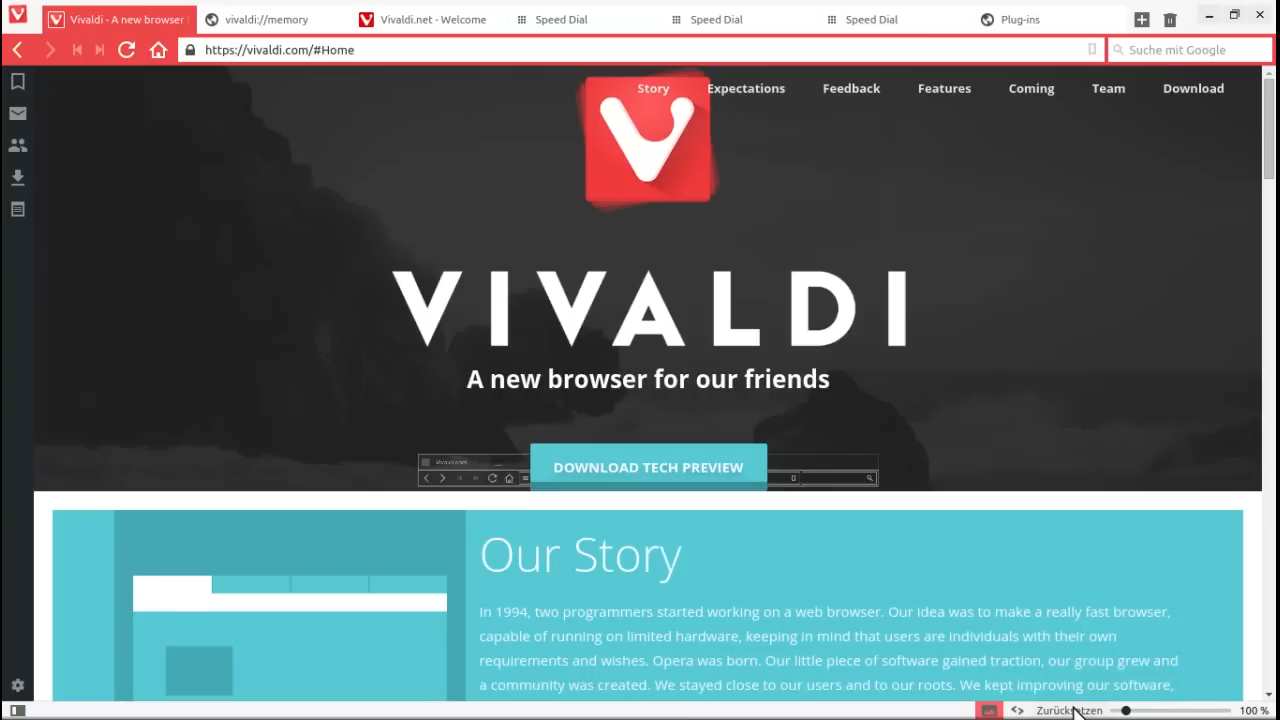 Vivaldi - A new browser
vivaldi://memory
Vivaldi.net - Welcome
Speed Dial
Speed Dial
Speed Dial
Plug-ins
https://vivaldi.com/#Home
Suche mit Google
Story
Expectations
Feedback
Features
Coming
Team
Download
VIVALDI
A new browser for our friends
Vivaldi.com
DOWNLOAD TECH PREVIEW
Our Story
In 1994, two programmers started working on a web browser. Our idea was to make a really fast browser,
capable of running on limited hardware, keeping in mind that users are individuals with their own
requirements and wishes. Opera was born. Our little piece of software gained traction, our group grew and
a community was created. We stayed close to our users and to our roots. We kept improving our software,
Zurücksetzen
100 %